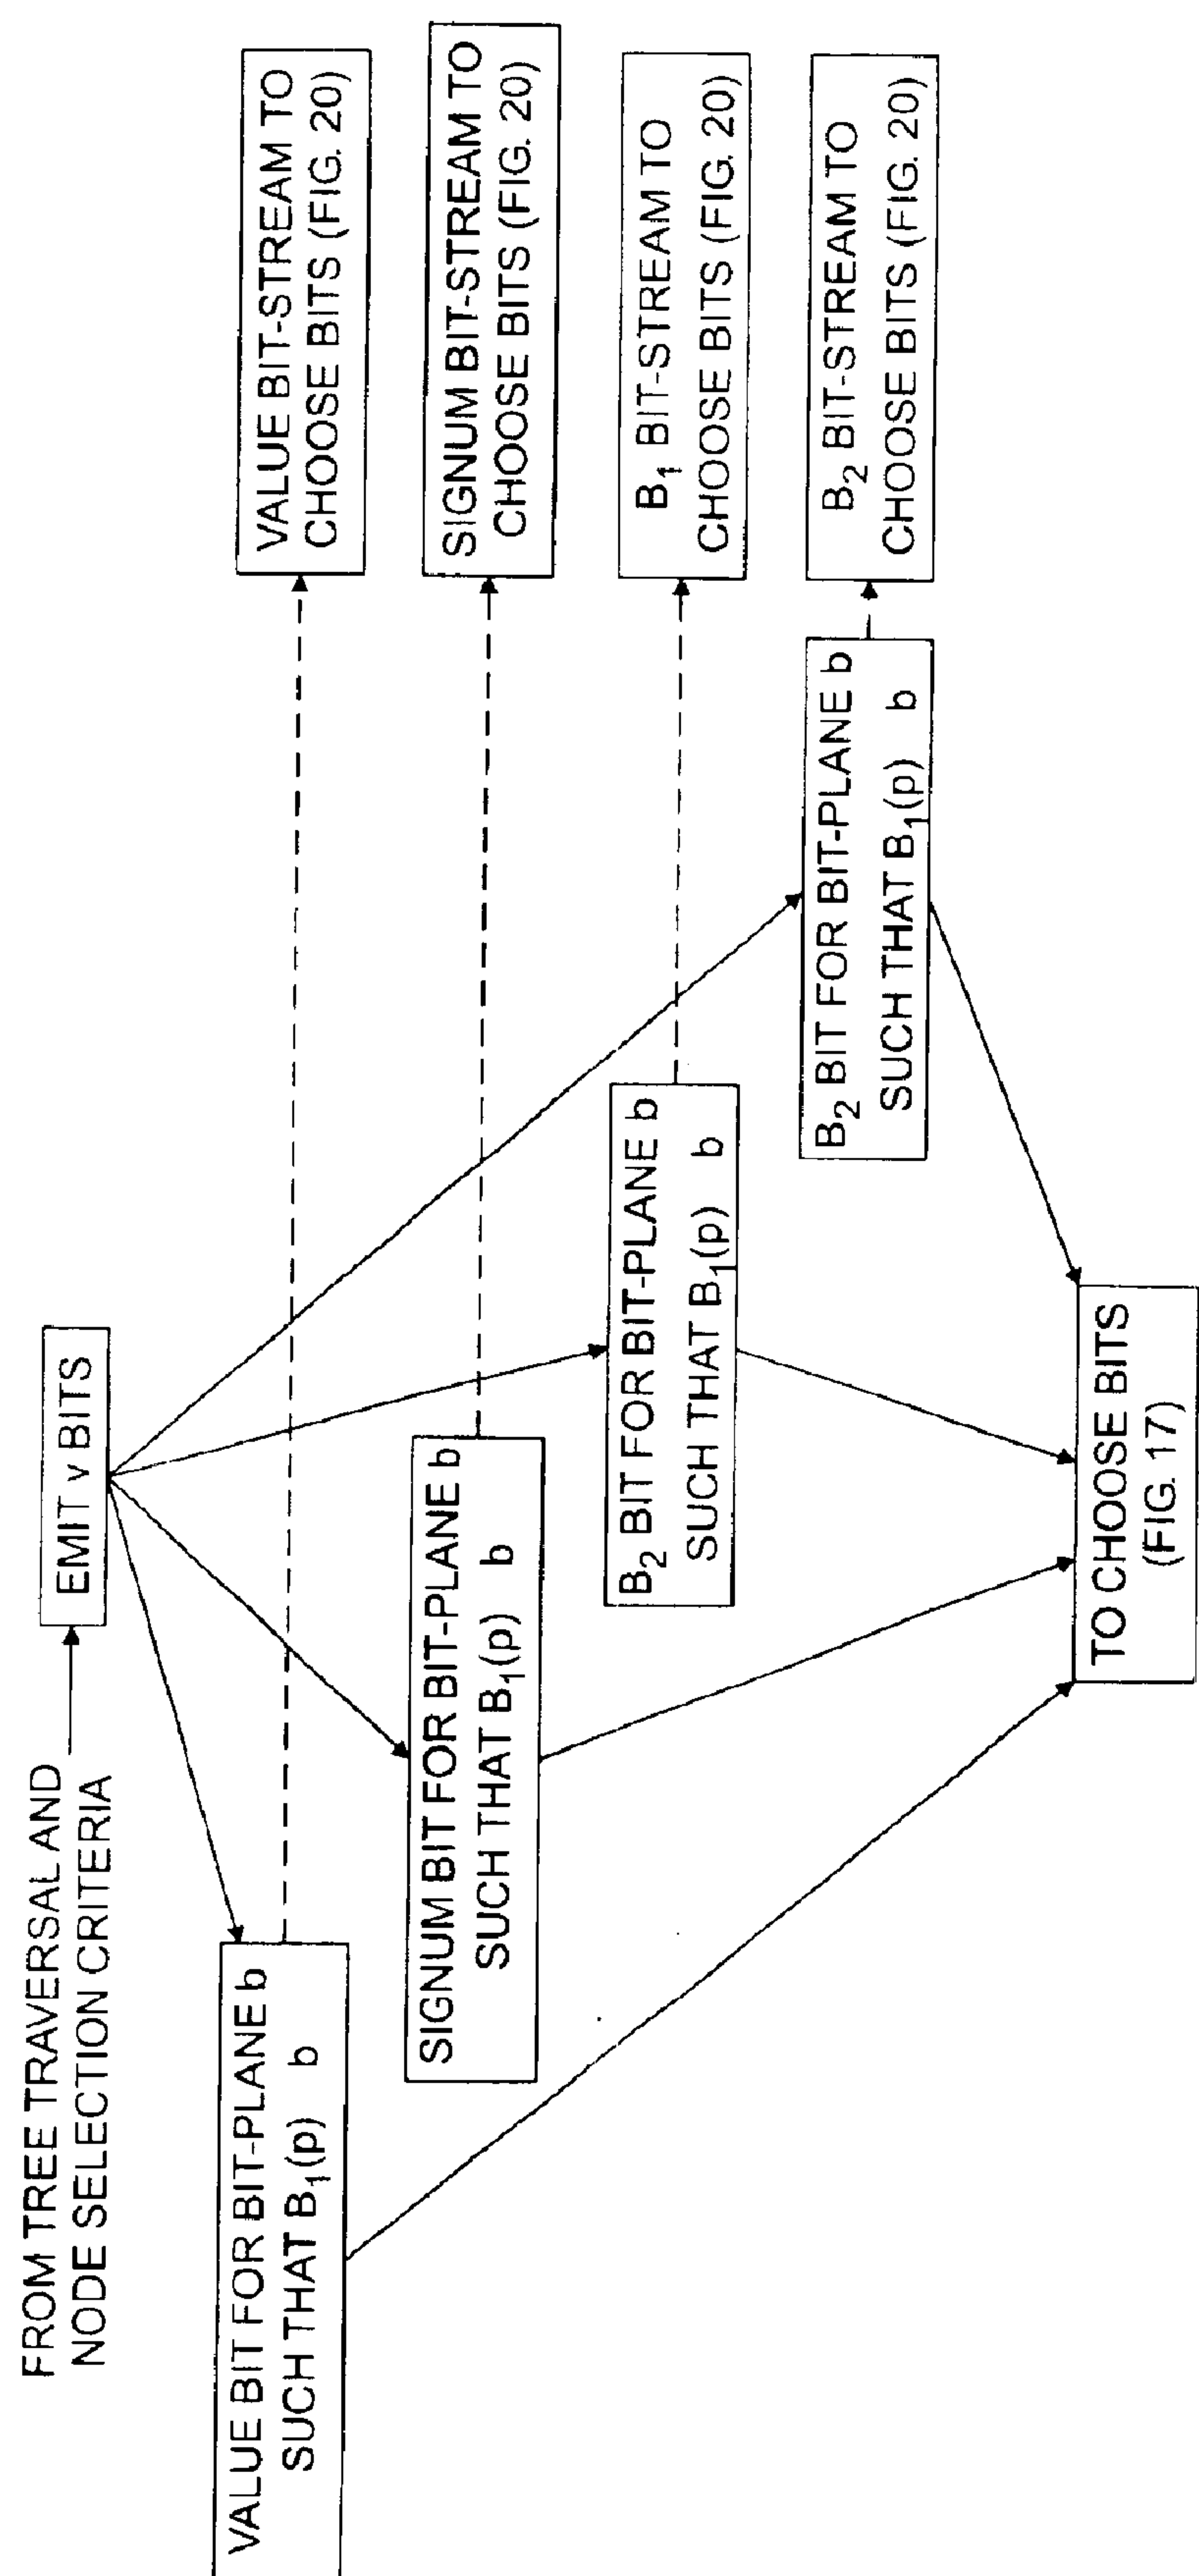 FROM TREE TRAVERSAL AND
NODE SELECTION CRITERIA
EMIT v BITS
VALUE BIT FOR BIT-PLANE b
SUCH THAT B₁(p) b
VALUE BIT-STREAM TO
CHOOSE BITS (FIG. 20)
SIGNUM BIT FOR BIT-PLANE b
SUCH THAT B₁(p) b
SIGNUM BIT-STREAM TO
CHOOSE BITS (FIG. 20)
B₂ BIT FOR BIT-PLANE b
SUCH THAT B₁(p) b
B₁ BIT-STREAM TO
CHOOSE BITS (FIG. 20)
B₂ BIT FOR BIT-PLANE b
SUCH THAT B₁(p) b
B₂ BIT-STREAM TO
CHOOSE BITS (FIG. 20)
TO CHOOSE BITS
(FIG. 17)